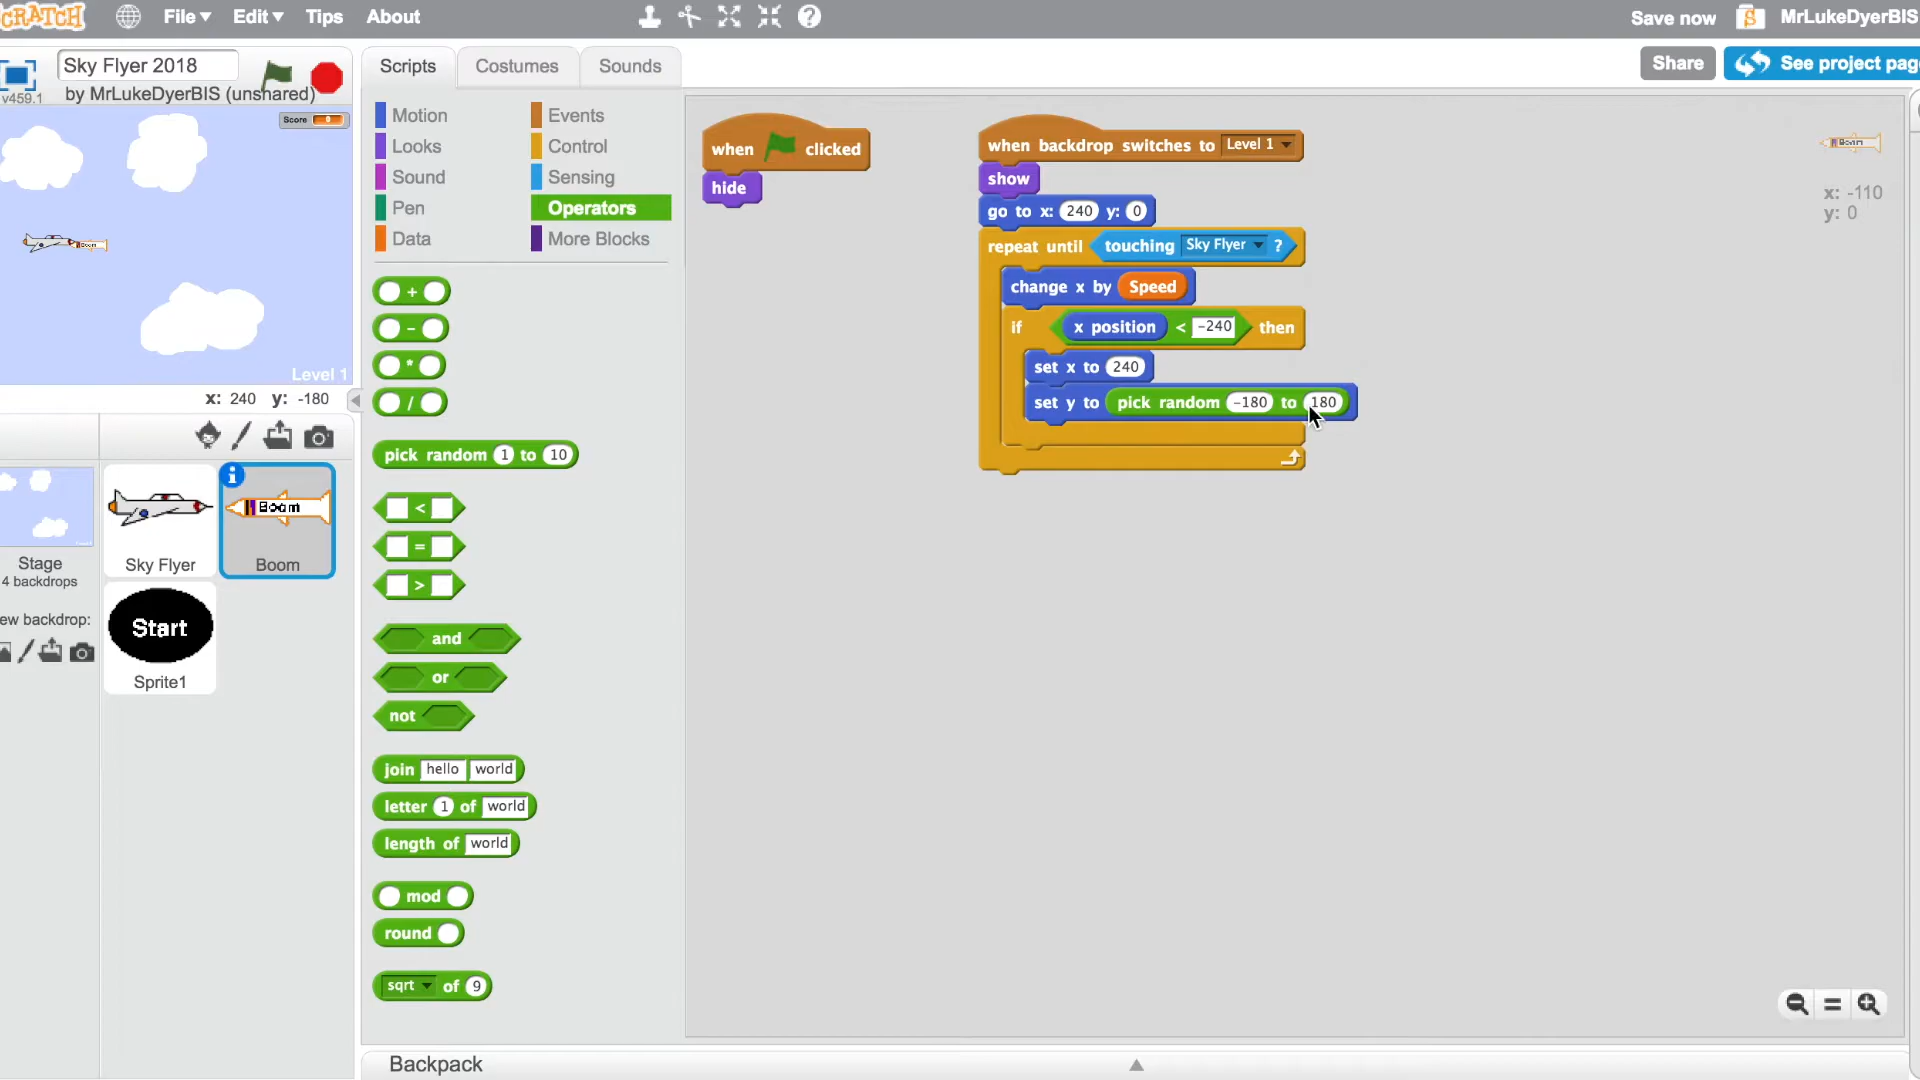 File ▾ Edit ▾ Tips About
Save now
MrLukeDyerBIS
Sky Flyer 2018
by MrLukeDyerBIS (unshared)
v459.1
Scripts
Costumes
Sounds
Share
See project
Score 0
Motion
Looks
Sound
Pen
Data
Events
Control
Sensing
Operators
More Blocks
+
-
*
/
pick random 1 to 10
<
=
>
and
or
not
join hello world
letter 1 of world
length of world
mod
round
sqrt of 9
when clicked
hide
when backdrop switches to Level 1
show
go to x: 240 y: 0
repeat until touching Sky Flyer ?
change x by Speed
if x position < -240 then
set x to 240
set y to pick random -180 to 180
Boom
x: -110
y: 0
Boom
Level 1
x: 240 y: -180
Stage
4 backdrops
backdrop:
Sky Flyer
Boom
Boom
Start
Sprite1
Backpack